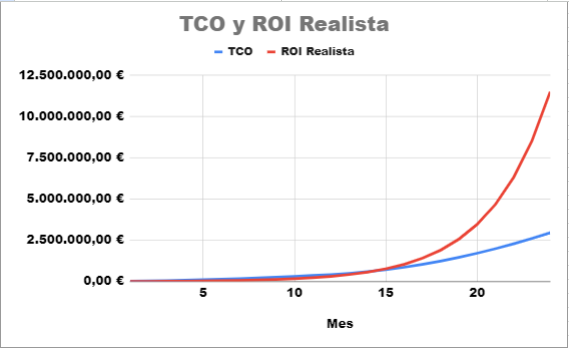 TCO y ROI Realista
TCO ROI Realista
12.500.000,00 €
10.000.000,00 €
7.500.000,00 €
5.000.000,00 €
2.500.000,00 €
0,00 €
5 10 15 20
Mes